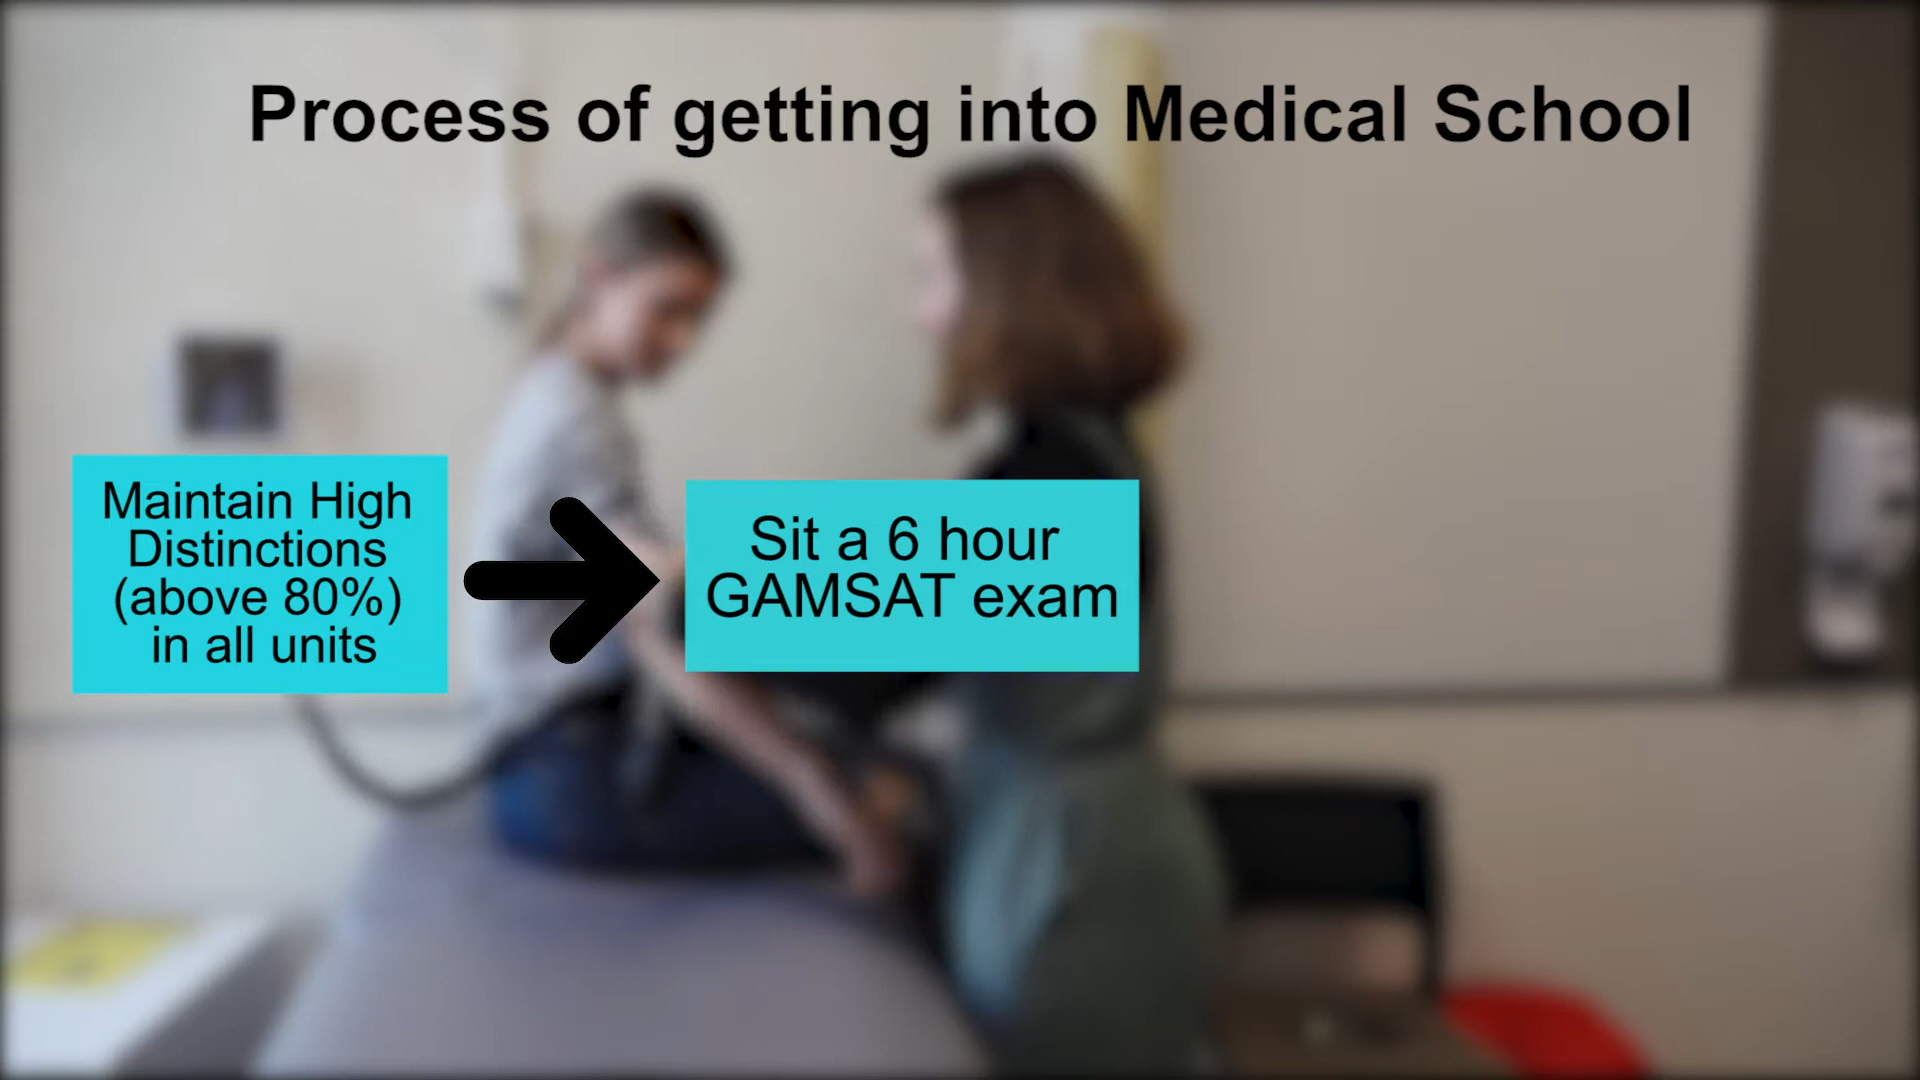 Process of getting into Medical School
Maintain High
Distinctions
(above 80%)
in all units
Sit a 6 hour
GAMSAT exam